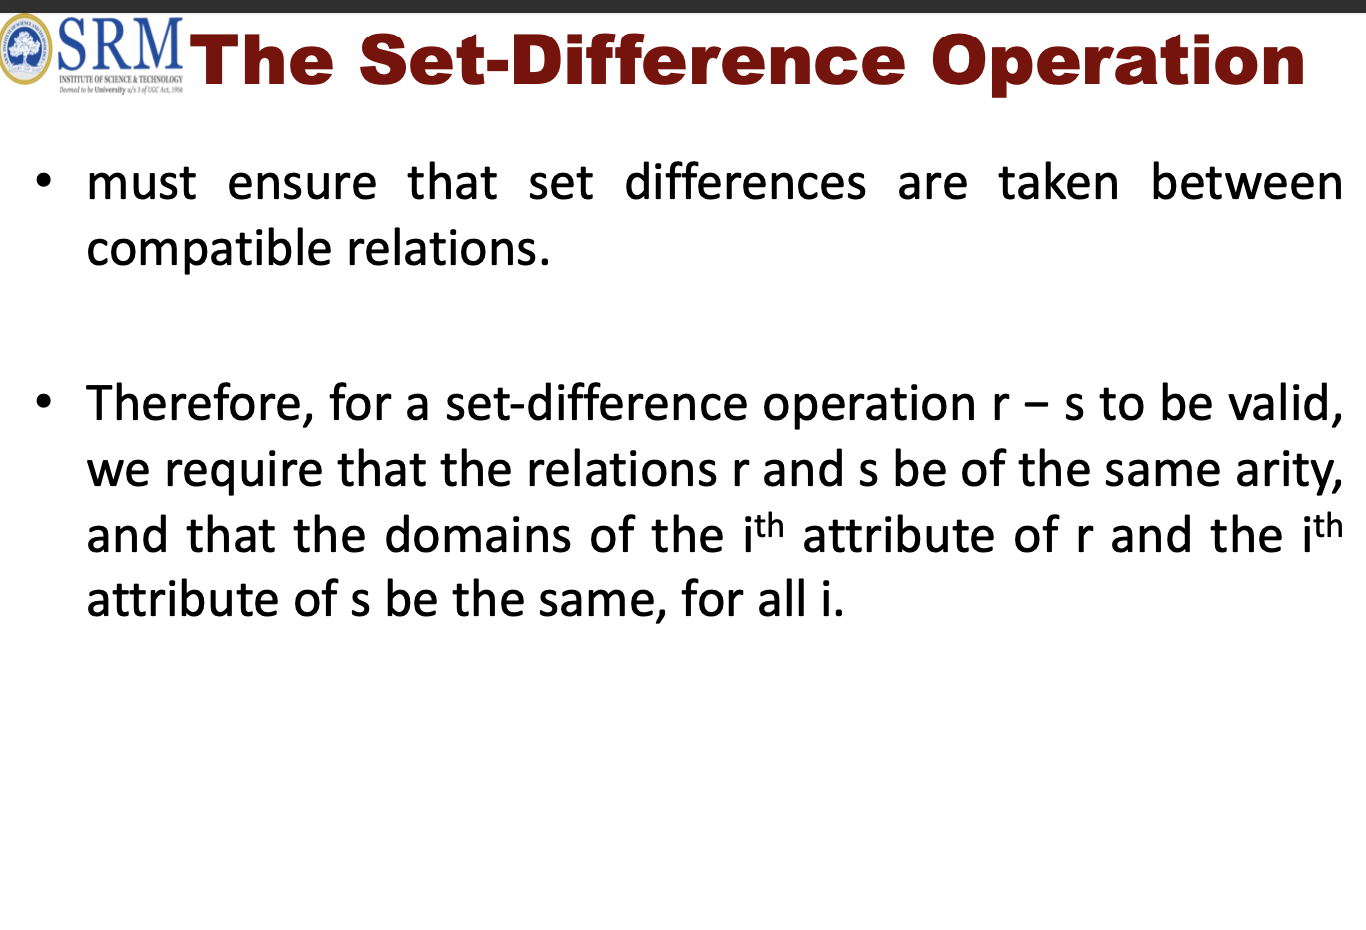 SRM
INSTITUTE OF SCIENCE & TECHNOLOGY
Deemed to be University u/s 3 of UGC Act, 1956
The Set-Difference Operation
• must ensure that set differences are taken between
compatible relations.
• Therefore, for a set-difference operation r – s to be valid,
we require that the relations r and s be of the same arity,
and that the domains of the iᵗʰ attribute of r and the iᵗʰ
attribute of s be the same, for all i.